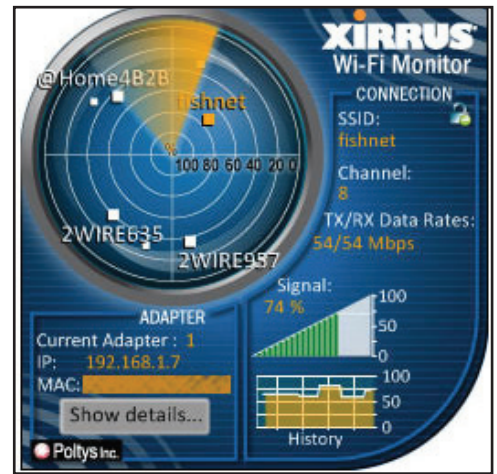 XIRRUS
Wi-Fi Monitor
@Home4B2B
fishnet
%
100 80 60 40 20 0
2WIRE635
2WIRE957
CONNECTION
SSID:
fishnet
Channel:
8
TX/RX Data Rates:
54/54 Mbps
Signal:
74 %
100
50
0
100
50
0
History
ADAPTER
Current Adapter : 1
IP: 192.168.1.7
MAC:
Show details...
Poltys Inc.